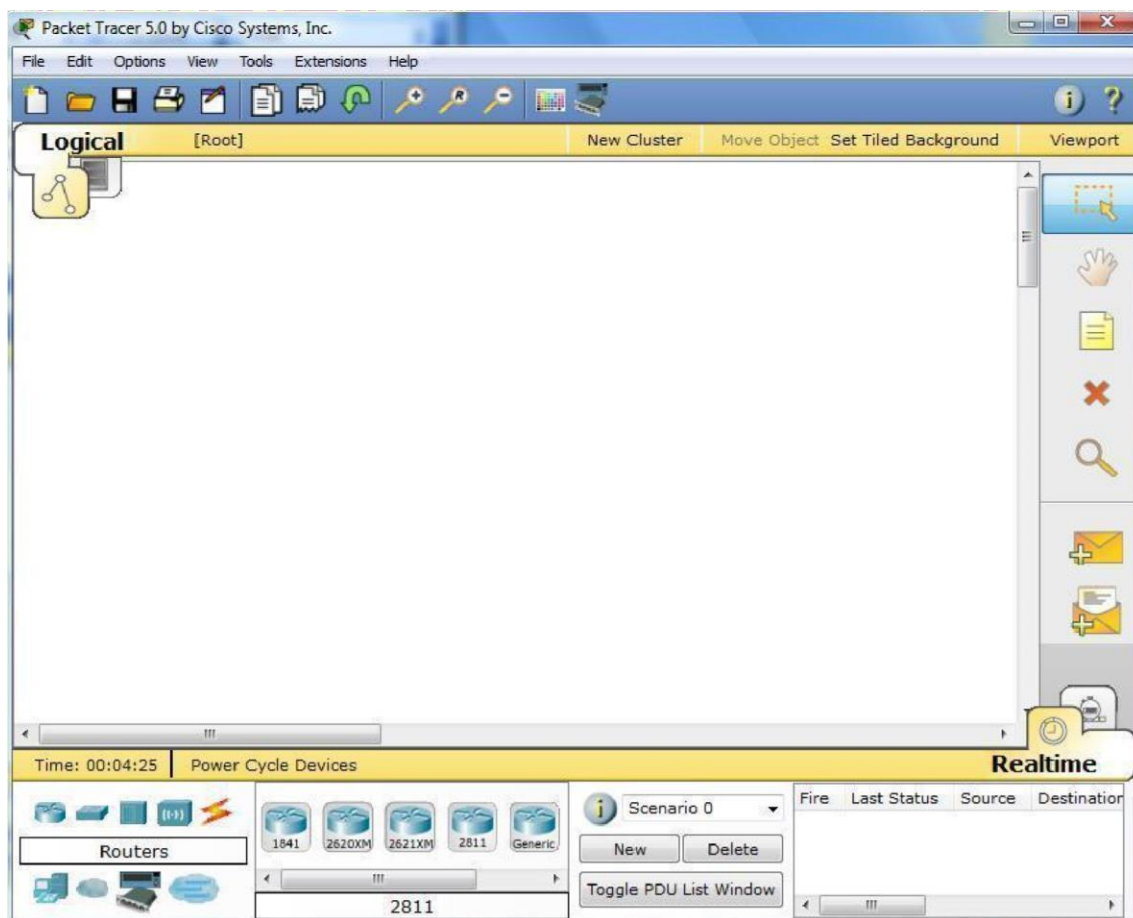 Packet Tracer 5.0 by Cisco Systems, Inc.
File Edit Options View Tools Extensions Help
Logical [Root] New Cluster Move Object Set Tiled Background Viewport
Time: 00:04:25 Power Cycle Devices Realtime
Routers
1841 2620XM 2621XM 2811 Generic
2811
Scenario 0
New Delete
Toggle PDU List Window
Fire Last Status Source Destination